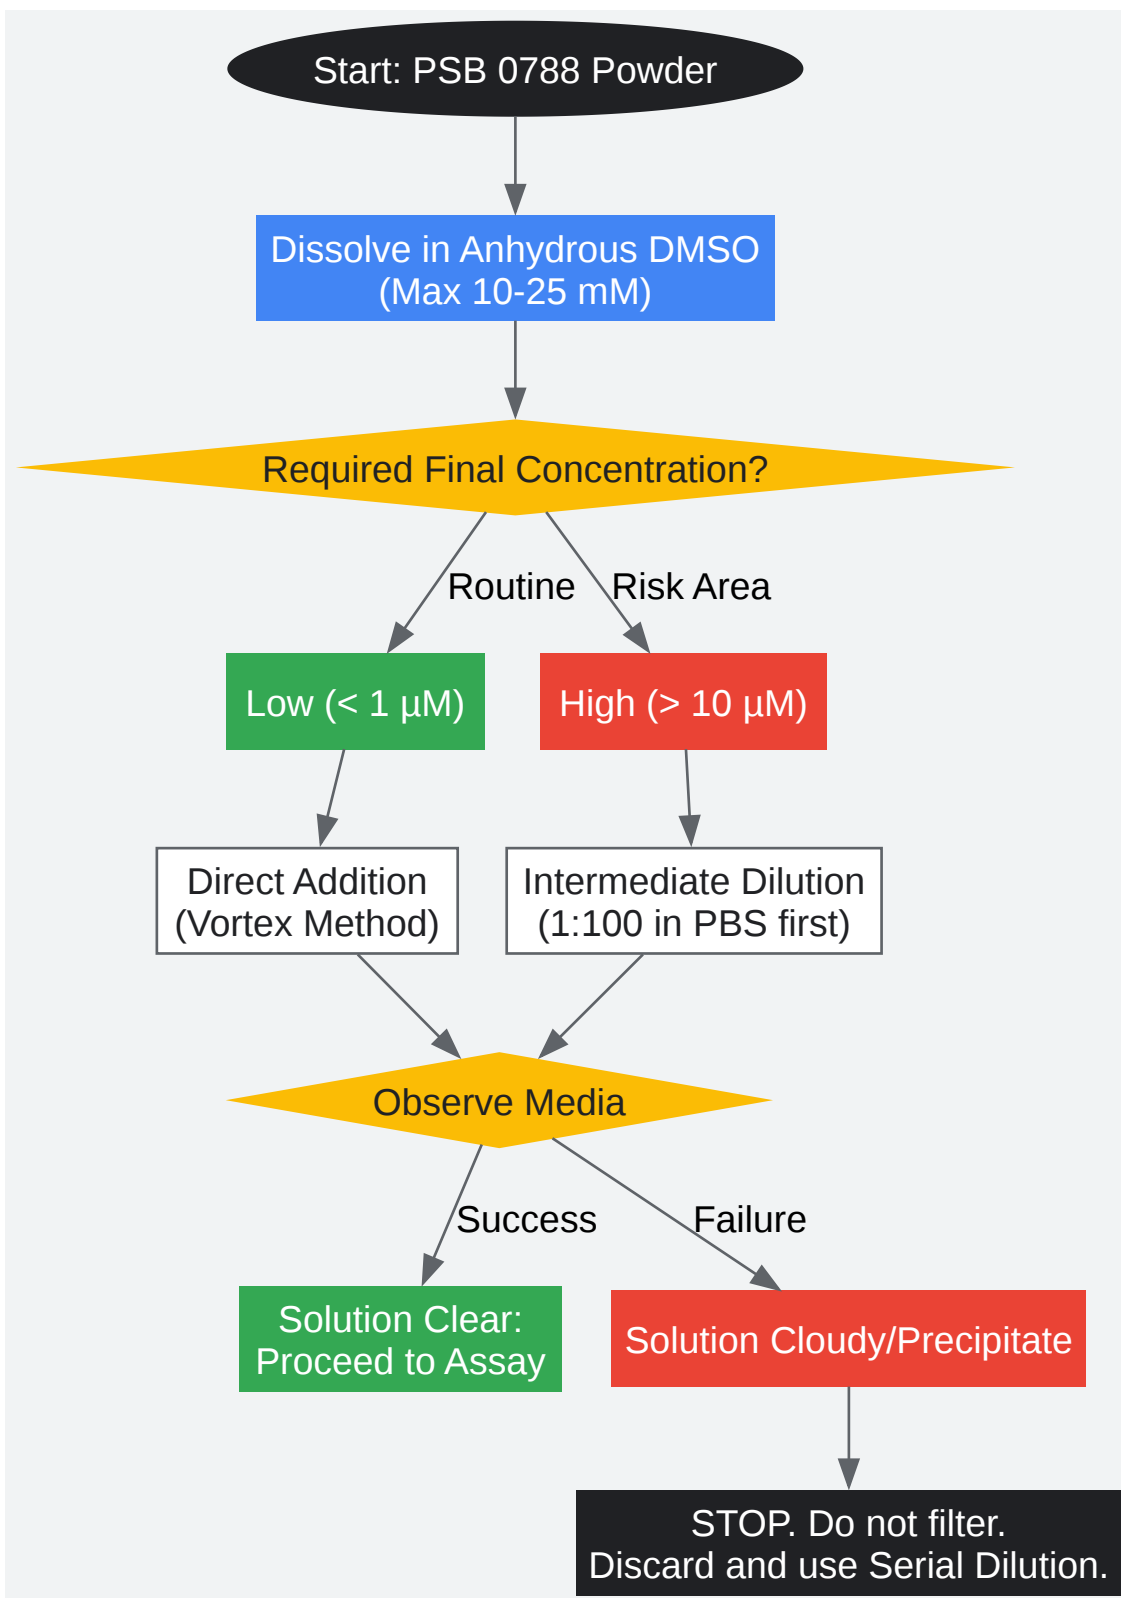 Start: PSB 0788 Powder
Dissolve in Anhydrous DMSO
(Max 10-25 mM)
Required Final Concentration?
Routine
Risk Area
Low (< 1 µM)
High (> 10 µM)
Direct Addition
(Vortex Method)
Intermediate Dilution
(1:100 in PBS first)
Observe Media
Success
Failure
Solution Clear:
Proceed to Assay
Solution Cloudy/Precipitate
STOP. Do not filter.
Discard and use Serial Dilution.